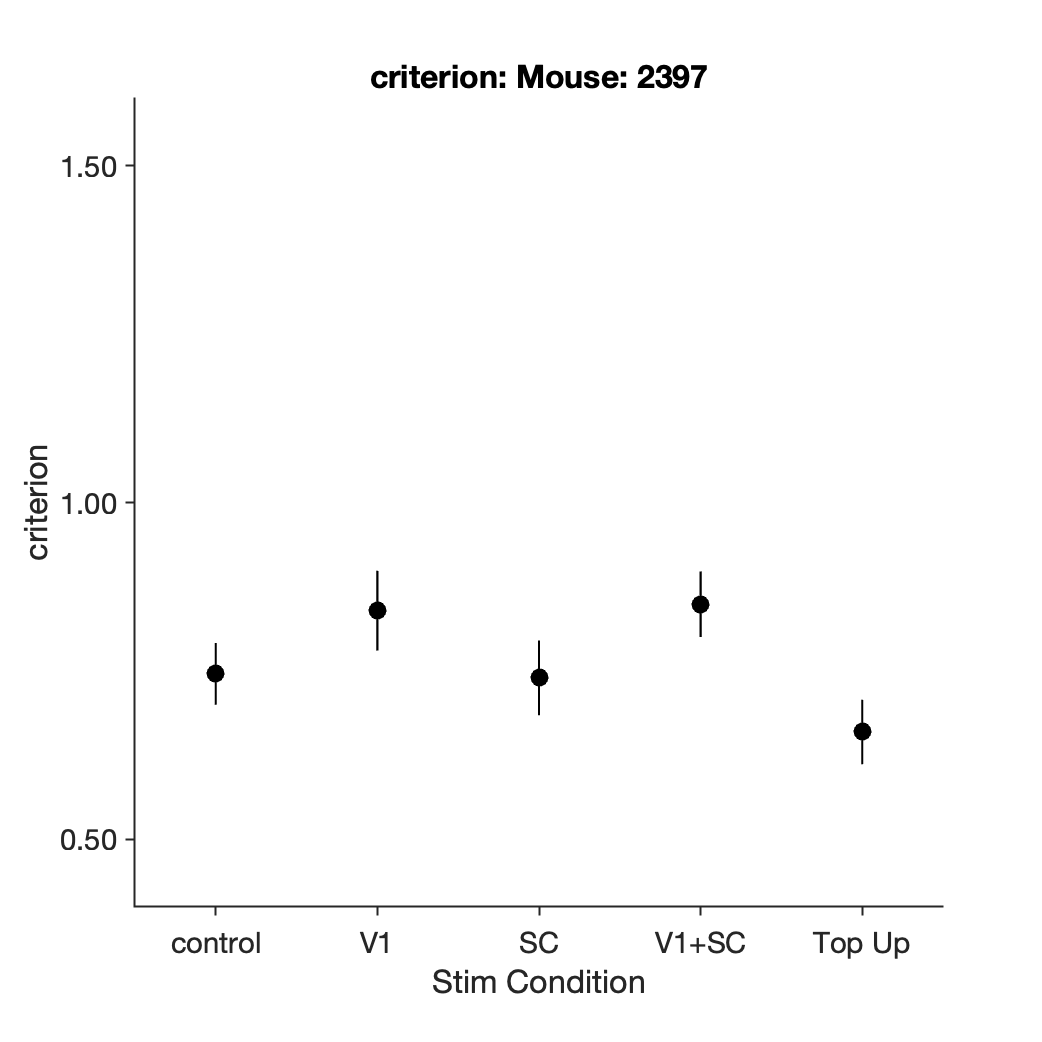 criterion: Mouse: 2397
criterion
1.50
1.00
0.50
control V1 SC V1+SC Top Up
Stim Condition